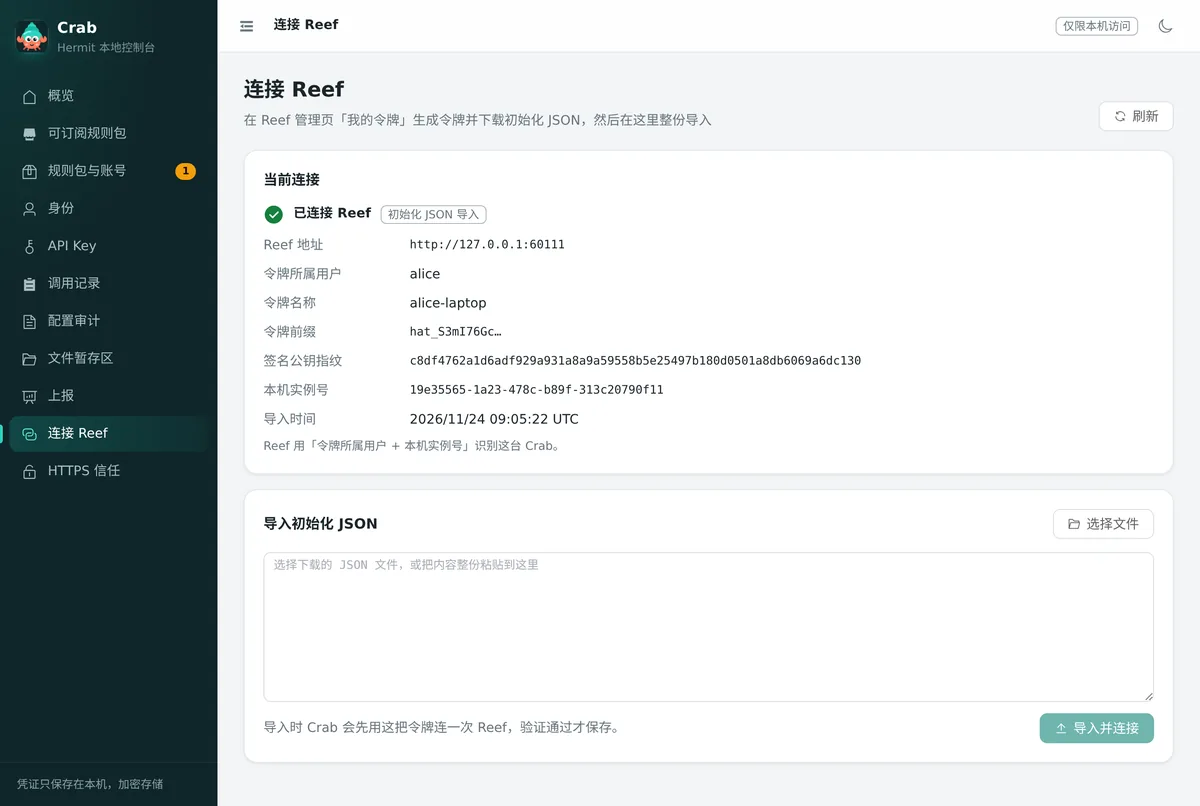 Crab
Hermit 本地控制台
概览
可订阅规则包
规则包与账号 1
身份
API Key
调用记录
配置审计
文件暂存区
上报
连接 Reef
HTTPS 信任
凭证只保存在本机，加密存储
连接 Reef
仅限本机访问
连接 Reef
在 Reef 管理页「我的令牌」生成令牌并下载初始化 JSON，然后在这里整份导入
刷新
当前连接
已连接 Reef 初始化 JSON 导入
Reef 地址 http://127.0.0.1:60111
令牌所属用户 alice
令牌名称 alice-laptop
令牌前缀 hat_S3mI76Gc…
签名公钥指纹 c8df4762a1d6adf929a931a8a9a59558b5e25497b180d0501a8db6069a6dc130
本机实例号 19e35565-1a23-478c-b89f-313c20790f11
导入时间 2026/11/24 09:05:22 UTC
Reef 用「令牌所属用户 + 本机实例号」识别这台 Crab。
导入初始化 JSON
选择文件
选择下载的 JSON 文件，或把内容整份粘贴到这里
导入时 Crab 会先用这把令牌连一次 Reef，验证通过才保存。
导入并连接